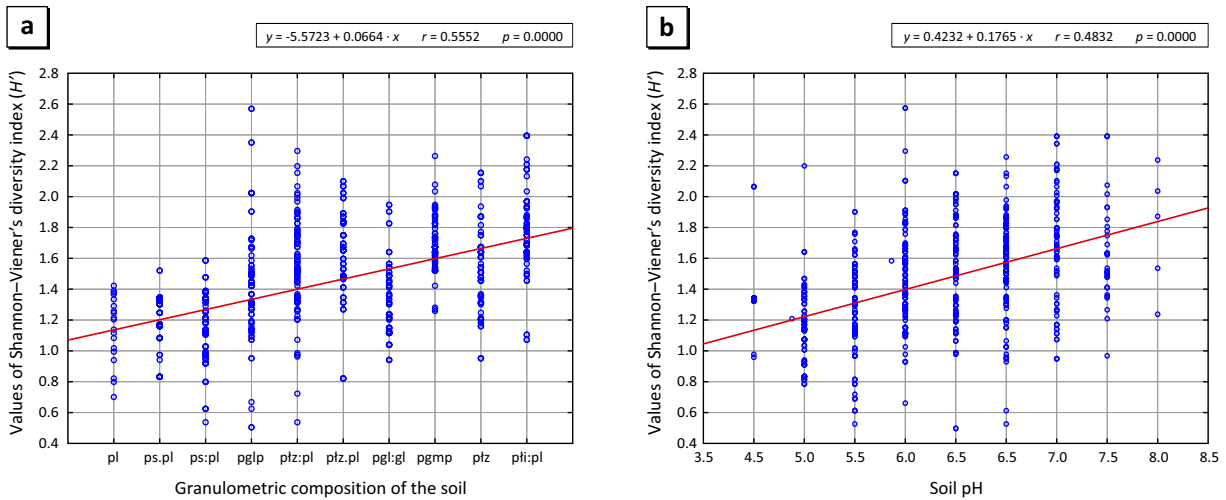 a
y = -5.5723 + 0.0664 · x r = 0.5552 p = 0.0000
Values of Shannon–Viener's diversity index (H')
2.8
2.6
2.4
2.2
2.0
1.8
1.6
1.4
1.2
1.0
0.8
0.6
0.4
pl ps.pl ps:pl pglp płz:pl płz.pl pgl:gl pgmp płz płi:pl
Granulometric composition of the soil
b
y = 0.4232 + 0.1765 · x r = 0.4832 p = 0.0000
Values of Shannon–Viener's diversity index (H')
2.8
2.6
2.4
2.2
2.0
1.8
1.6
1.4
1.2
1.0
0.8
0.6
0.4
3.5 4.5 5.0 5.5 6.0 6.5 6.5 7.0 7.5 8.0 8.5
Soil pH